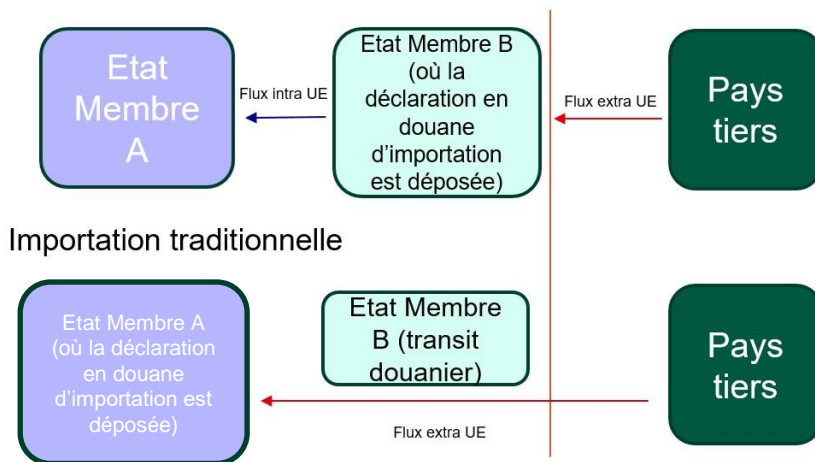 Etat
Membre
A
Flux intra UE
Etat Membre B
(où la
déclaration en
douane
d’importation
est déposée)
Flux extra UE
Pays
tiers
Importation traditionnelle
Etat Membre A
(où la déclaration
en douane
d’importation est
déposée)
Etat Membre
B (transit
douanier)
Flux extra UE
Pays
tiers